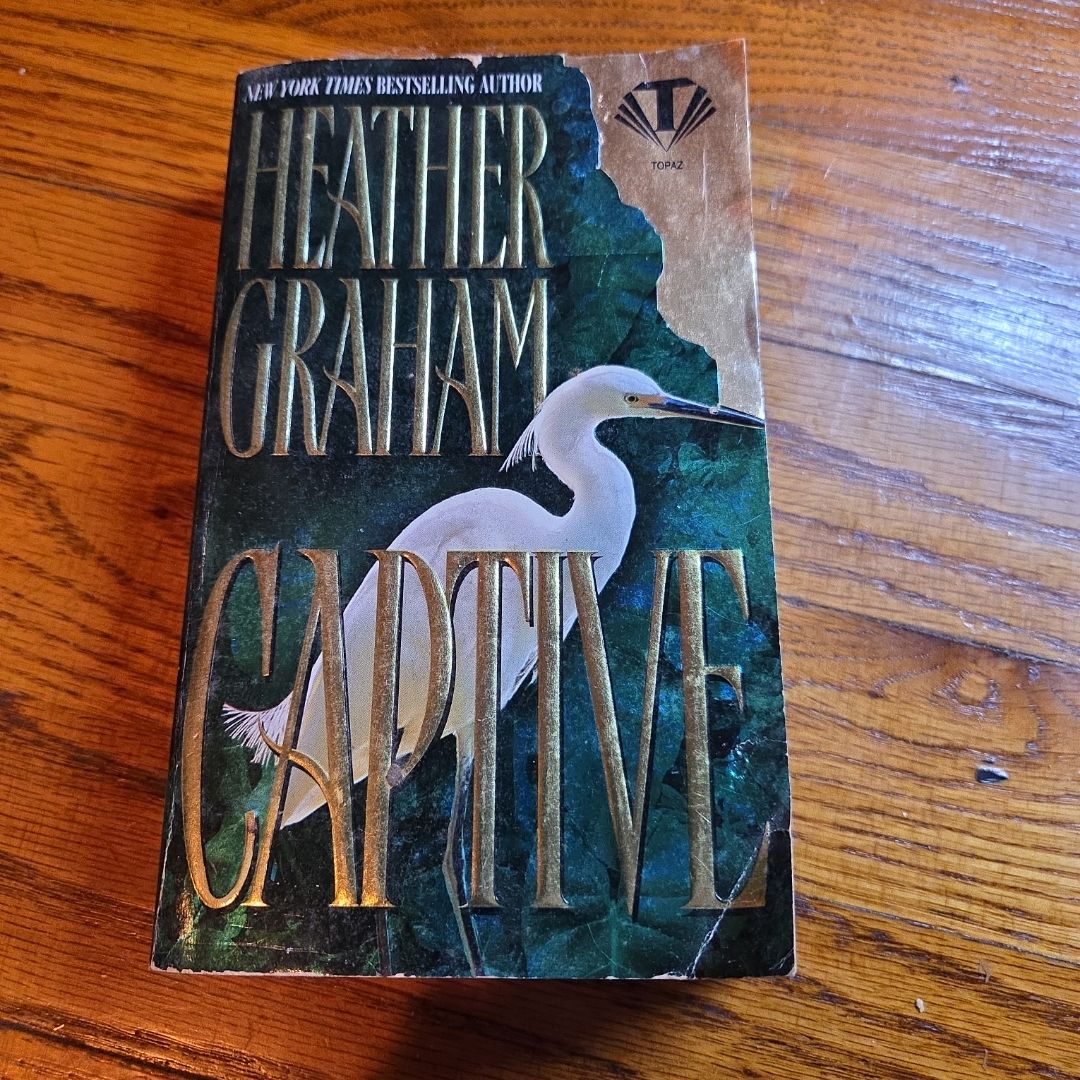 NEW YORK TIMES BESTSELLING AUTHOR
HEATHER
GRAHAM
T
TOPAZ
CAPTIVE